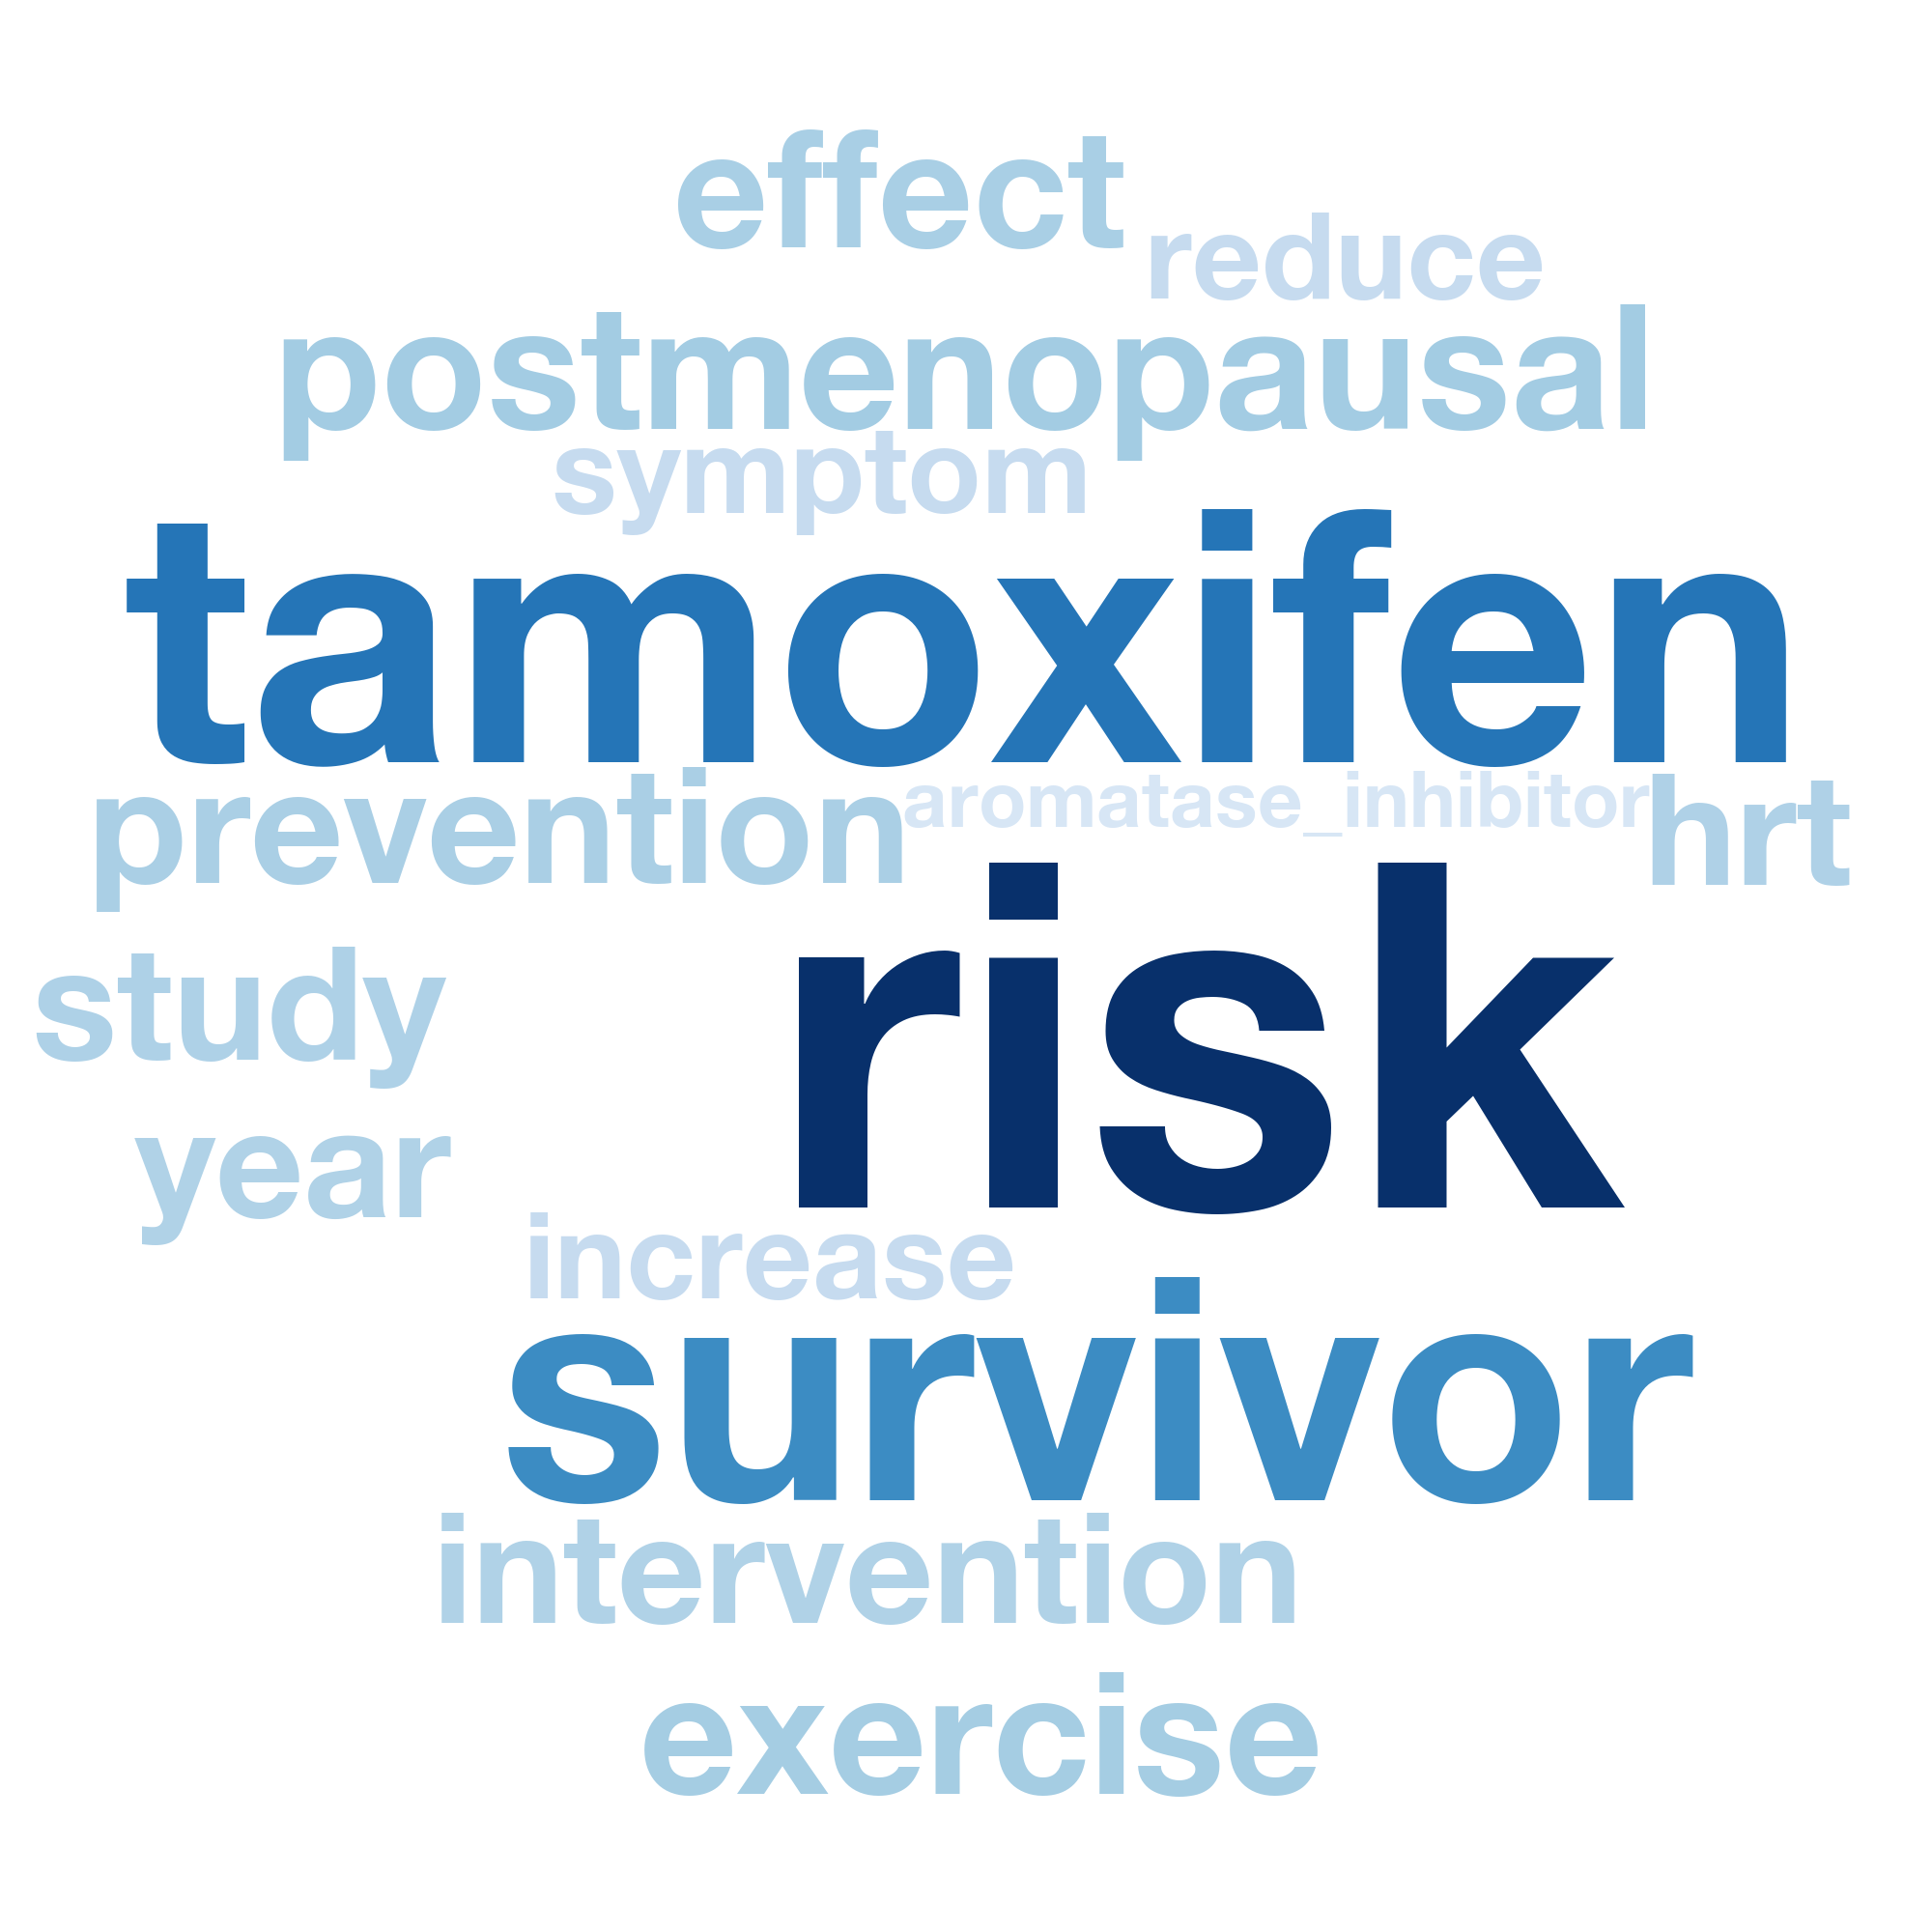 effect
reduce
postmenopausal
symptom
tamoxifen
prevention
aromatase_inhibitor
hrt
risk
study
year
increase
survivor
intervention
exercise